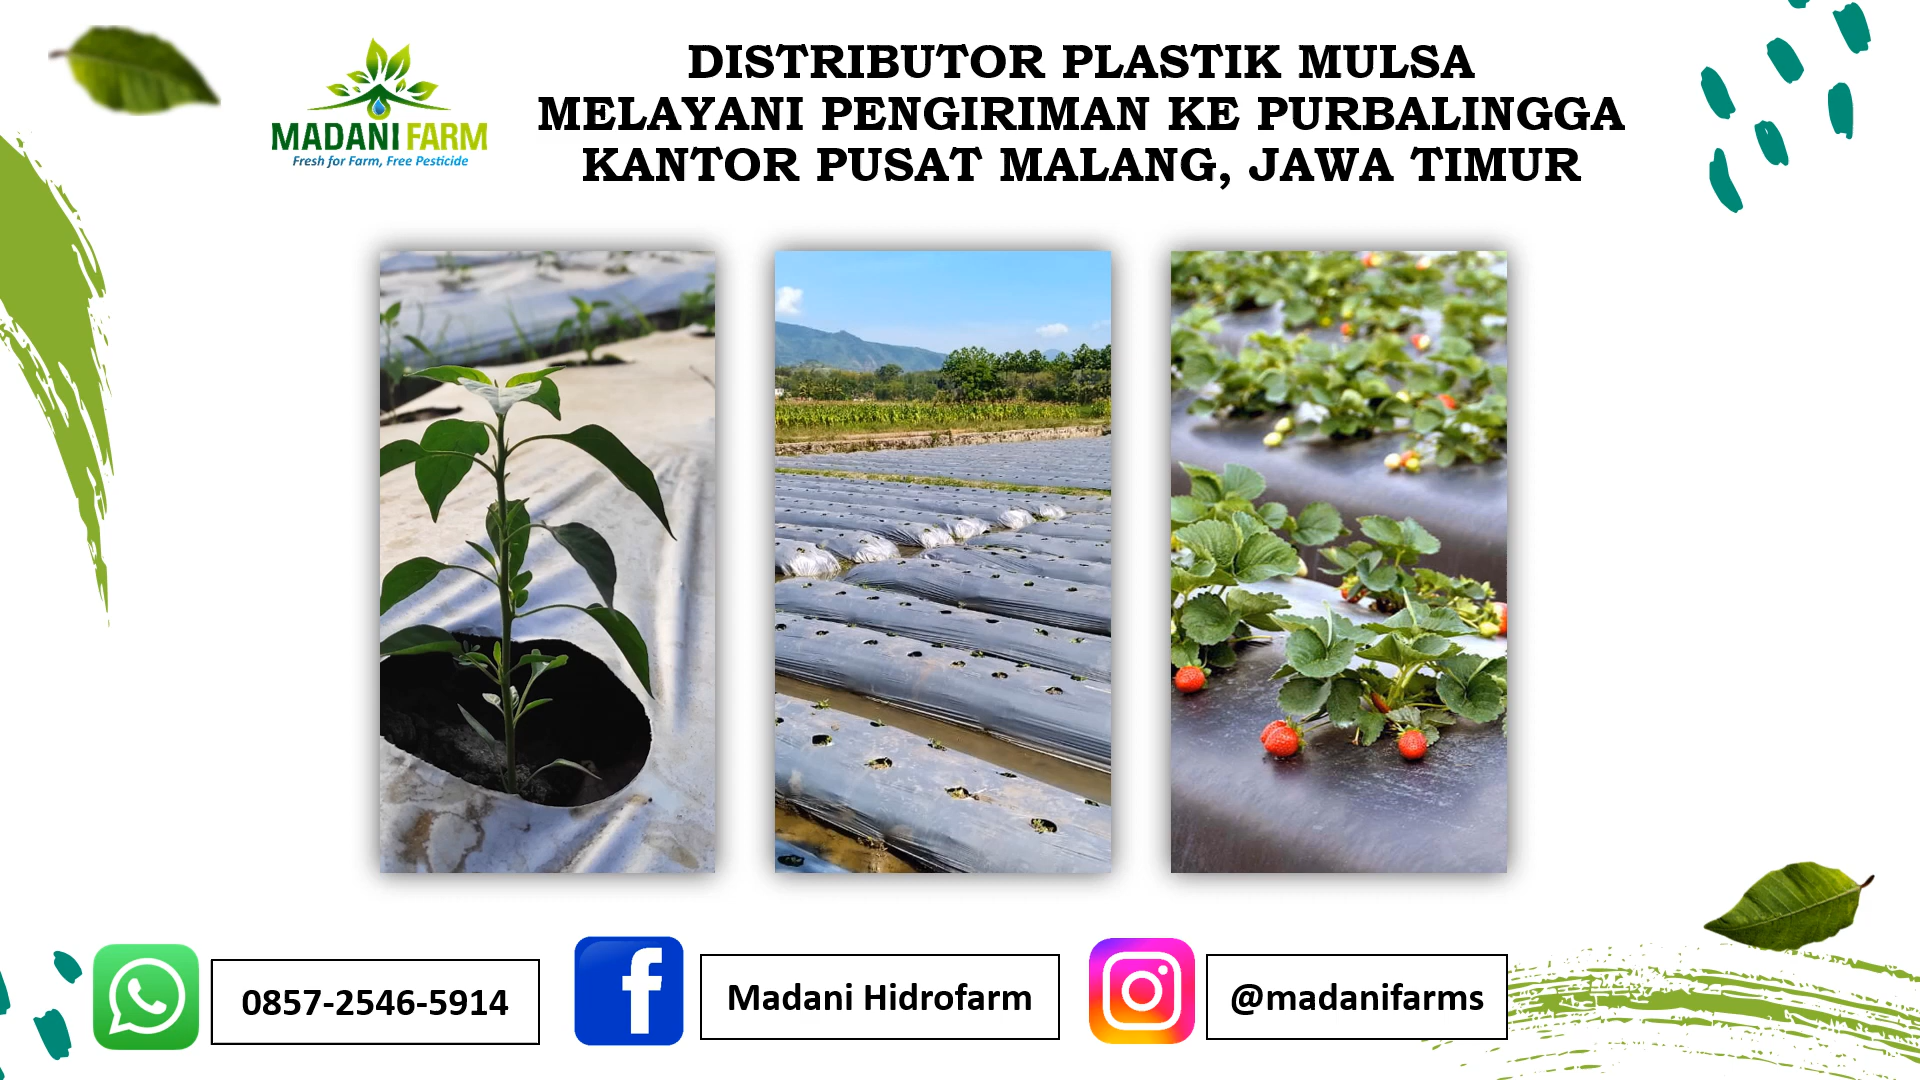 DISTRIBUTOR PLASTIK MULSA
MELAYANI PENGIRIMAN KE PURBALINGGA
KANTOR PUSAT MALANG, JAWA TIMUR
MADANI FARM
Fresh for Farm, Free Pesticide
0857-2546-5914
Madani Hidrofarm
@madanifarms